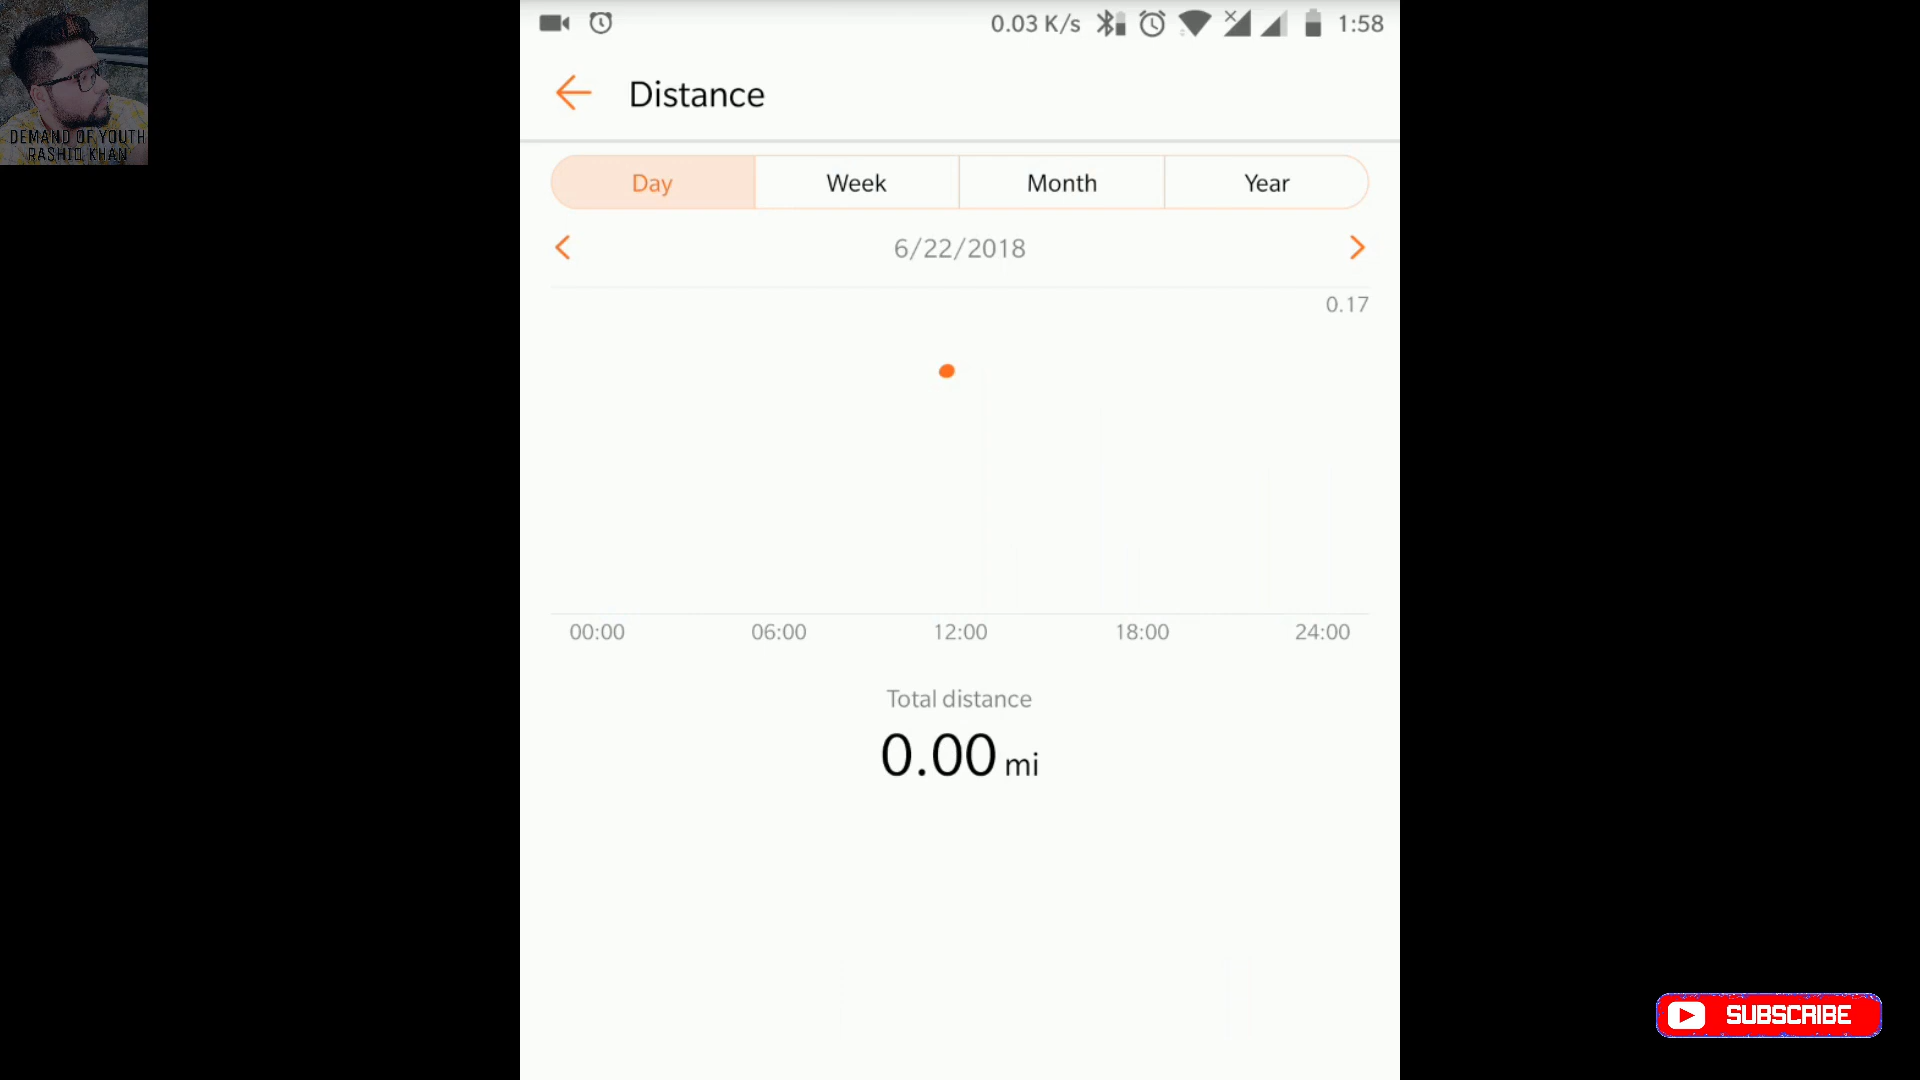 0.03 K/s 1:58
Distance
Day Week Month Year
6/22/2018
0.17
00:00 06:00 12:00 18:00 24:00
Total distance
0.00 mi
DEMAND OF YOUTH
RASHID KHAN
SUBSCRIBE